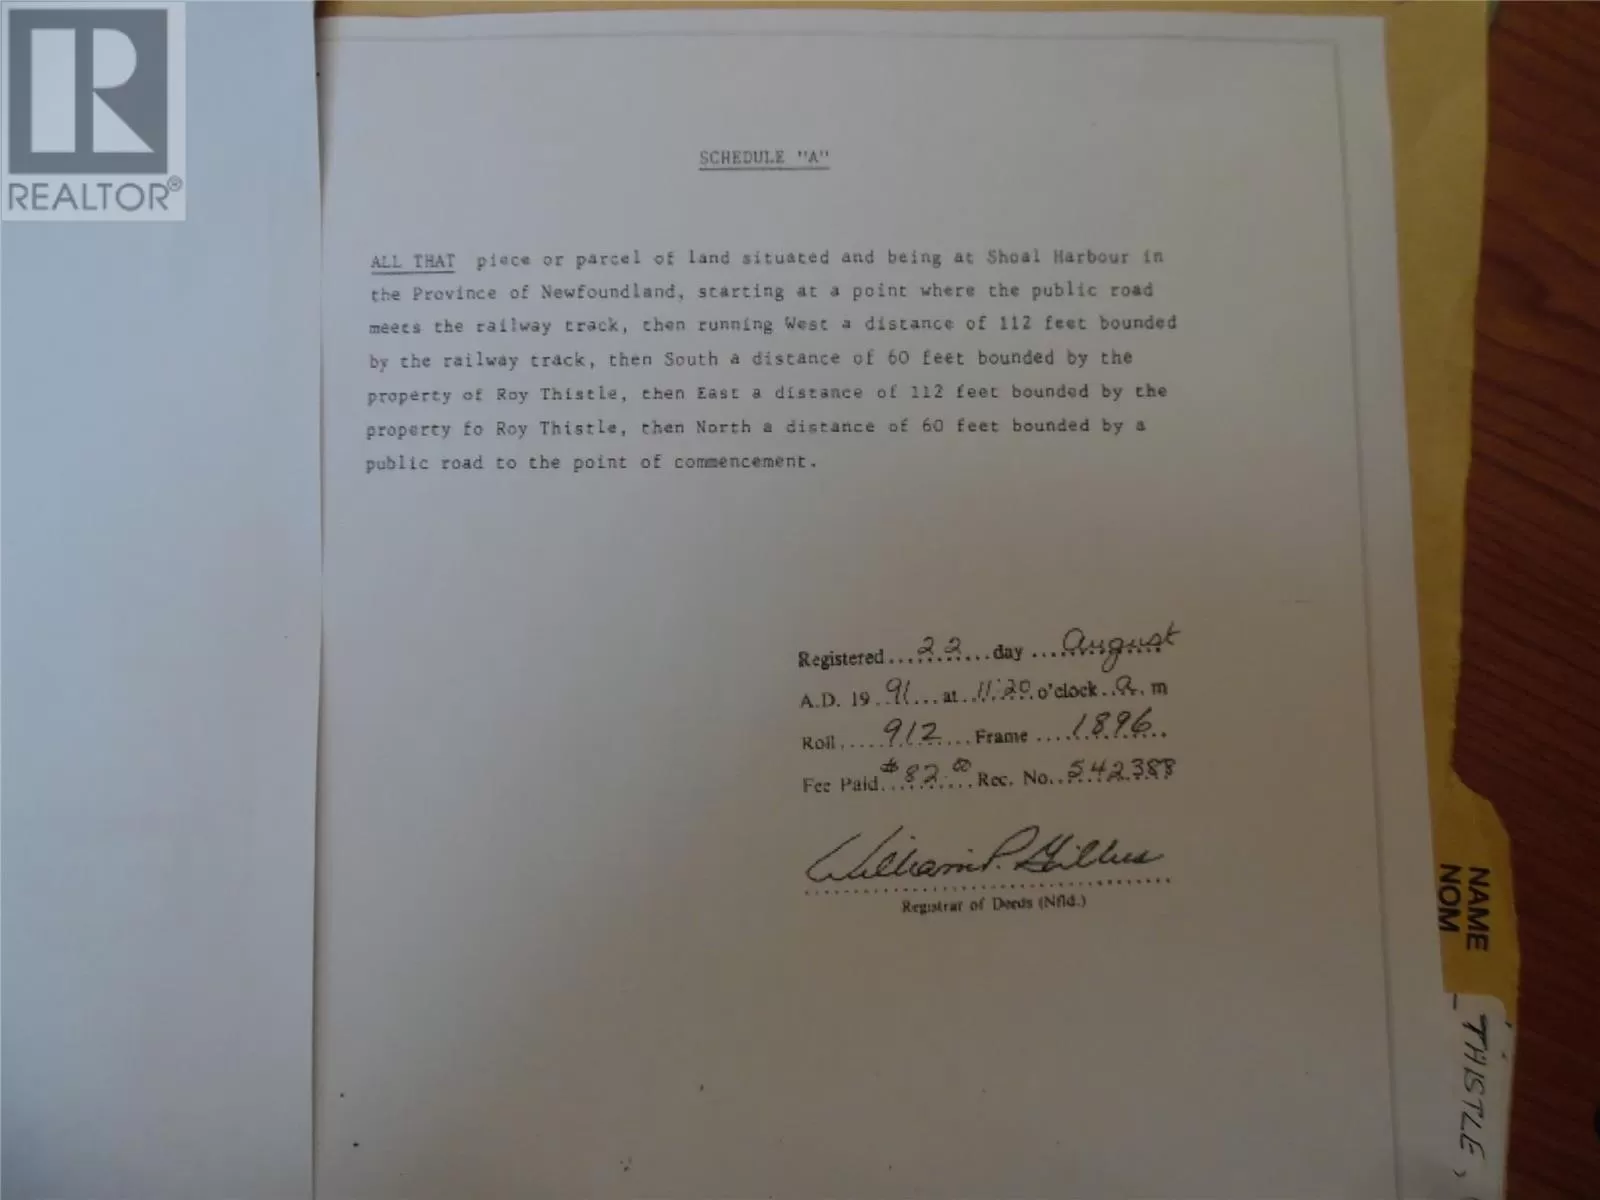 REALTOR®
SCHEDULE "A"
ALL THAT piece or parcel of land situated and being at Shoal Harbour in
the Province of Newfoundland, starting at a point where the public road
meets the railway track, then running West a distance of 112 feet bounded
by the railway track, then South a distance of 60 feet bounded by the
property of Roy Thistle, then East a distance of 112 feet bounded by the
property fo Roy Thistle, then North a distance of 60 feet bounded by a
public road to the point of commencement.
Registered...22...day...August
A.D. 19.91...at..11:20.o'clock..a.m
Roll....912...Frame....1896.
Fee Paid.$82.00..Rec. No..542388
William P. Gillies
Registrar of Deeds (Nfld.)
NAME
NOM
THISTLE,